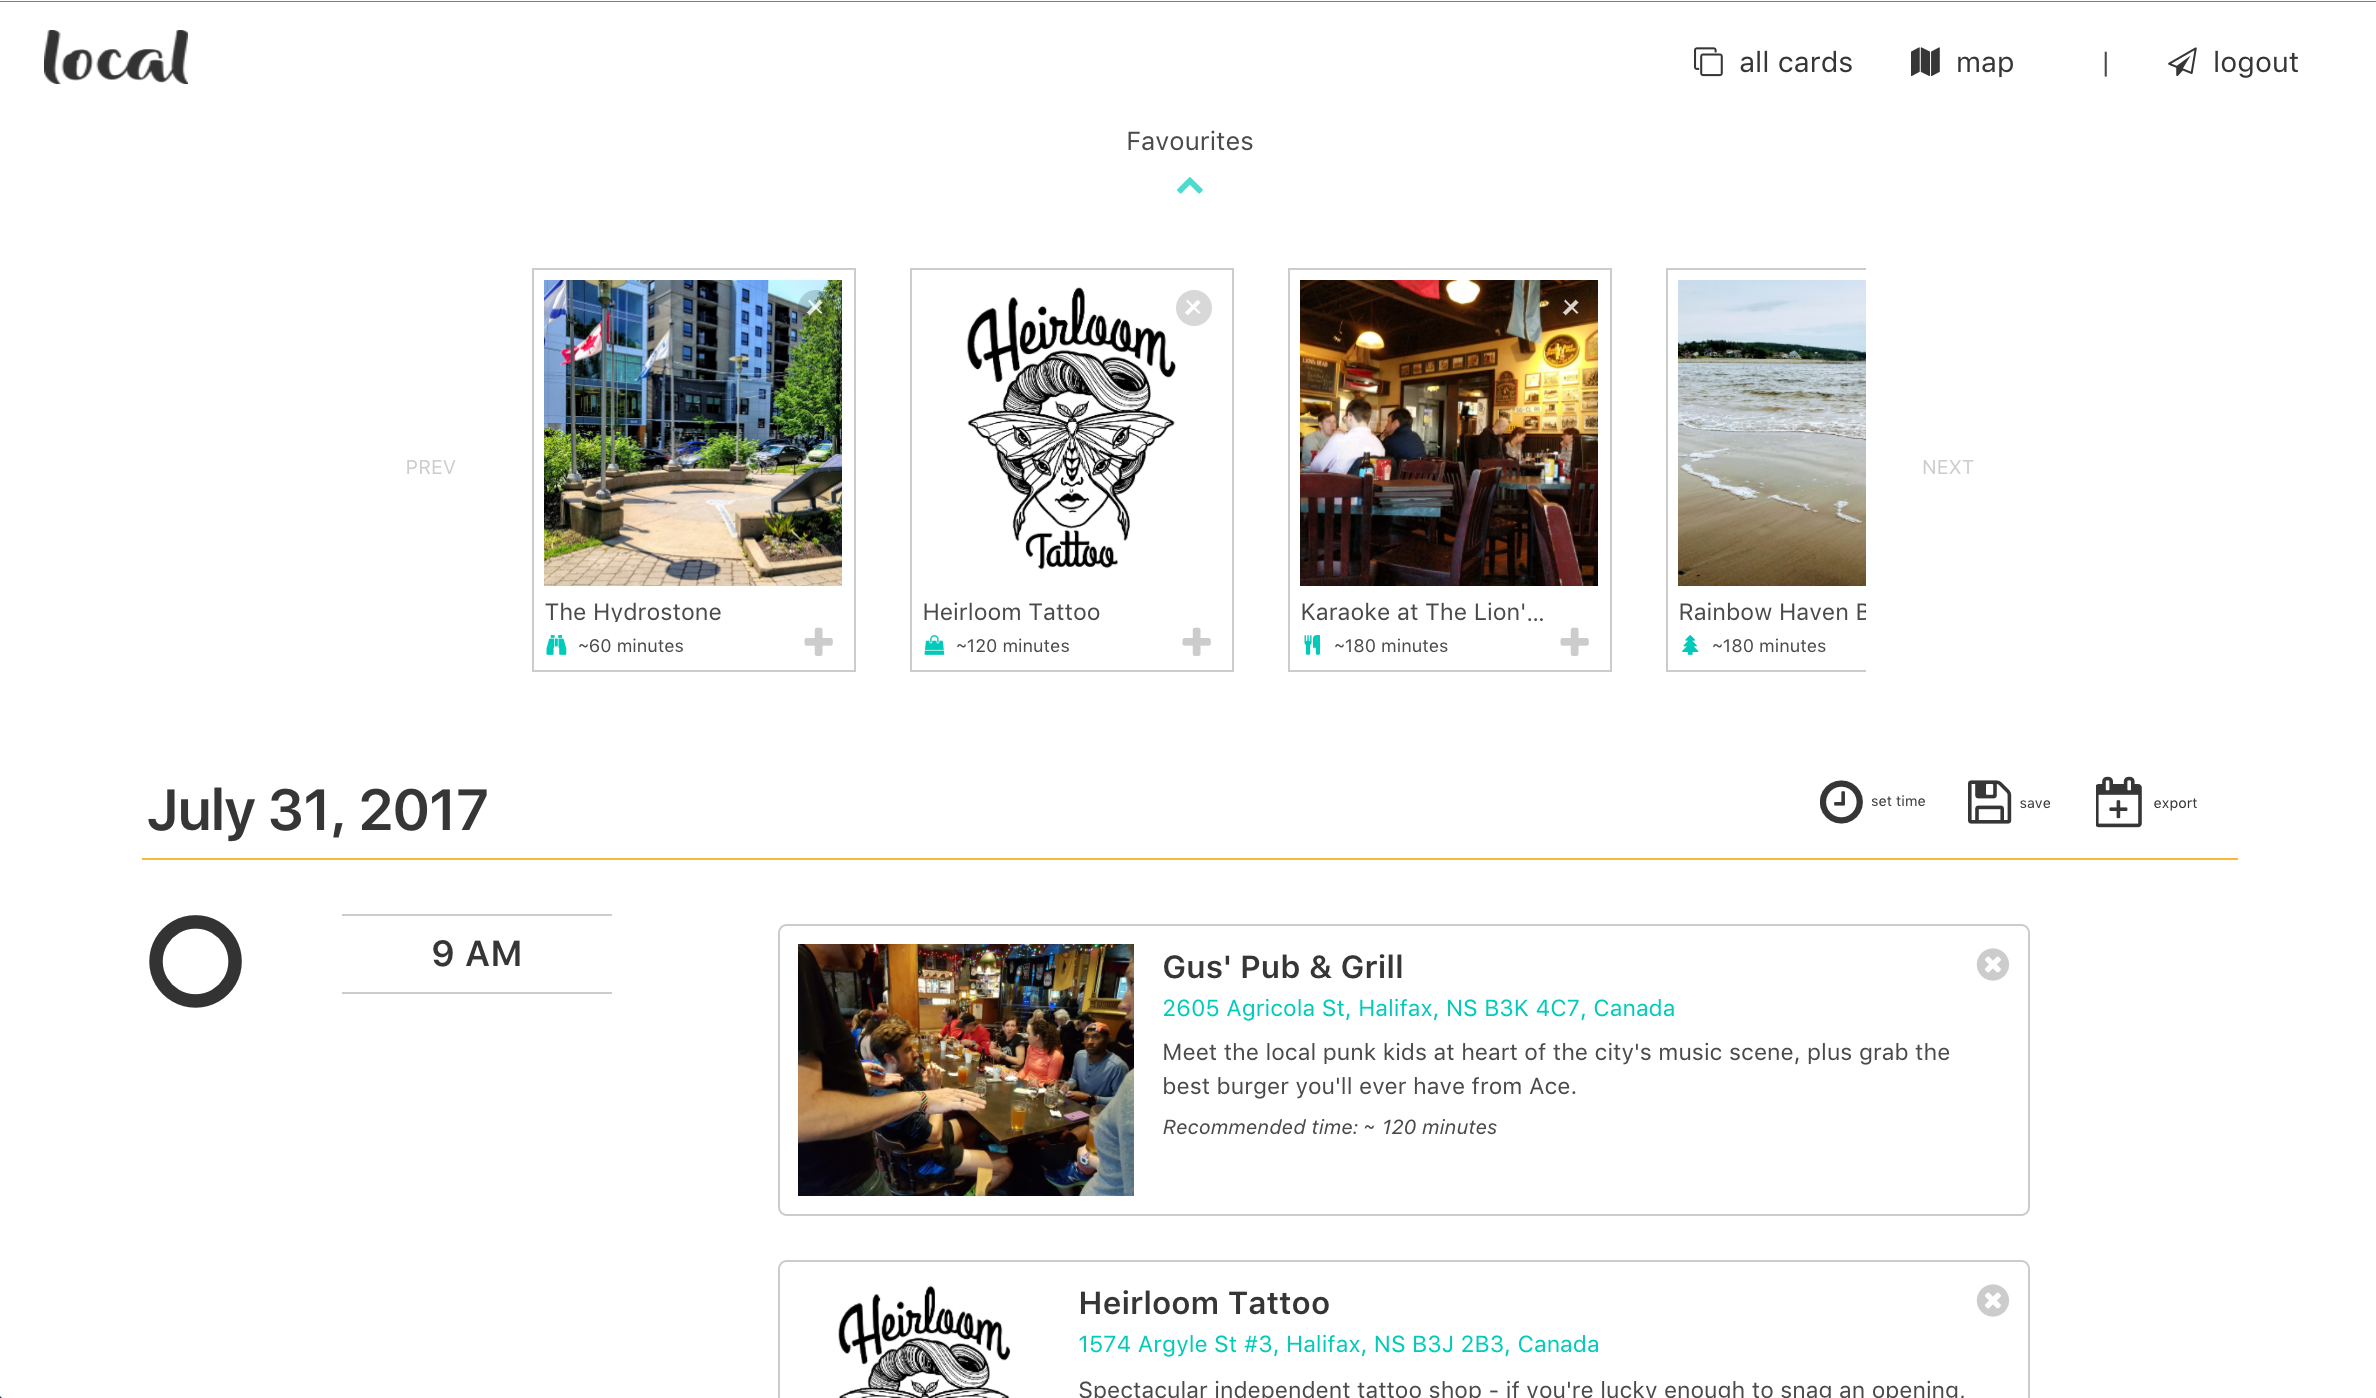 local
all cards
map
|
logout
Favourites
PREV
Heirloom
Tattoo
NEXT
The Hydrostone
~60 minutes
Heirloom Tattoo
~120 minutes
Karaoke at The Lion'...
~180 minutes
Rainbow Haven B
~180 minutes
July 31, 2017
set time
save
export
9 AM
Gus' Pub & Grill
2605 Agricola St, Halifax, NS B3K 4C7, Canada
Meet the local punk kids at heart of the city's music scene, plus grab the
best burger you'll ever have from Ace.
Recommended time: ~ 120 minutes
Heirloom
Heirloom Tattoo
1574 Argyle St #3, Halifax, NS B3J 2B3, Canada
Spectacular independent tattoo shop - if you're lucky enough to snag an opening,